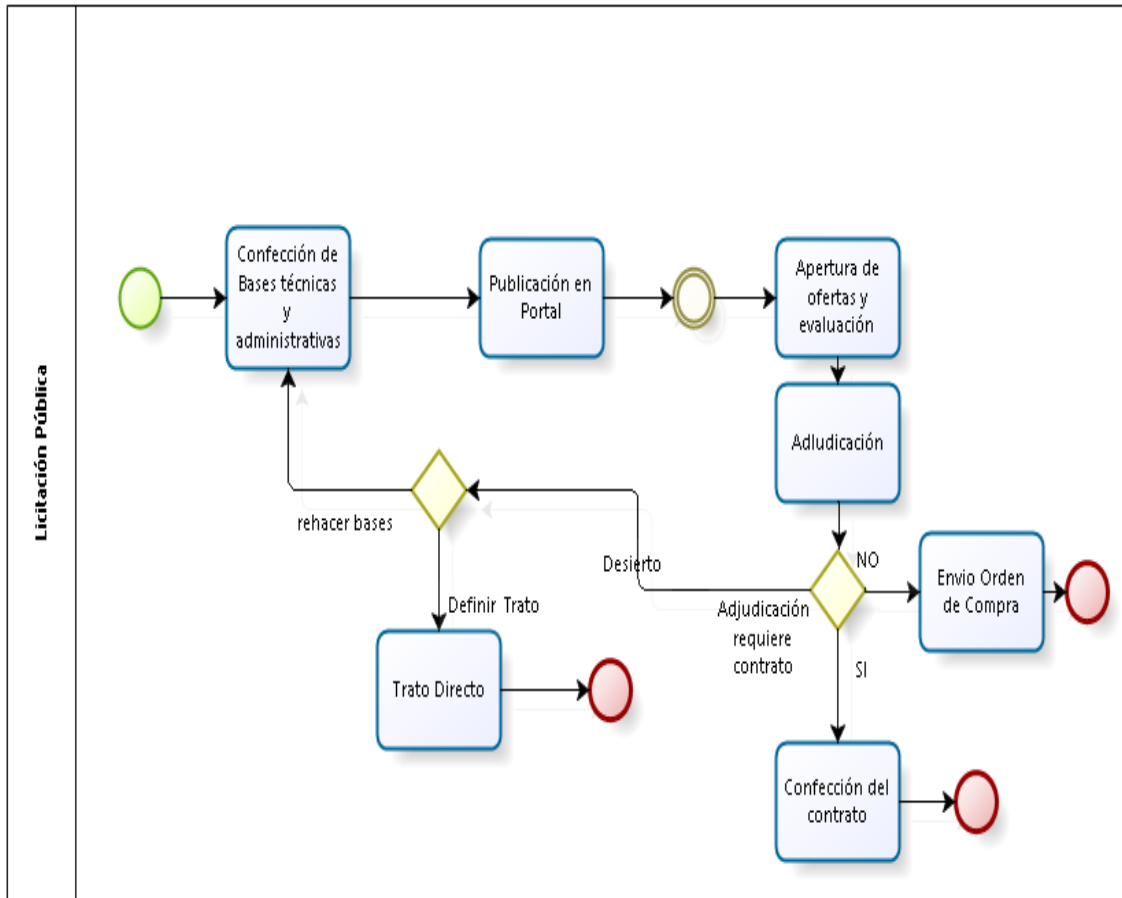 Licitación Pública
Confección de
Bases técnicas
y
administrativas
Publicación en
Portal
Apertura de
ofertas y
evaluación
AdIudicación
NO
Envio Orden
de Compra
Adjudicación
requiere
contrato
SI
Desierto
rehacer bases
Definir Trato
Trato Directo
Confección del
contrato